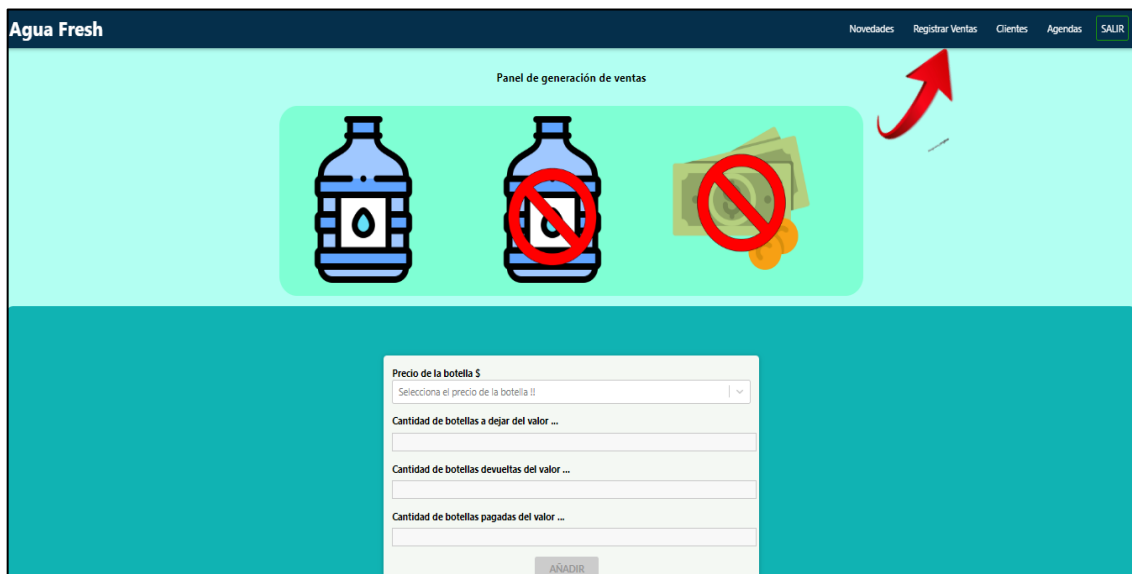 Agua Fresh
Novedades Registrar Ventas Clientes Agendas SALIR
Panel de generación de ventas
Precio de la botella $
Selecciona el precio de la botella !!
Cantidad de botellas a dejar del valor ...
Cantidad de botellas devueltas del valor ...
Cantidad de botellas pagadas del valor ...
AÑADIR